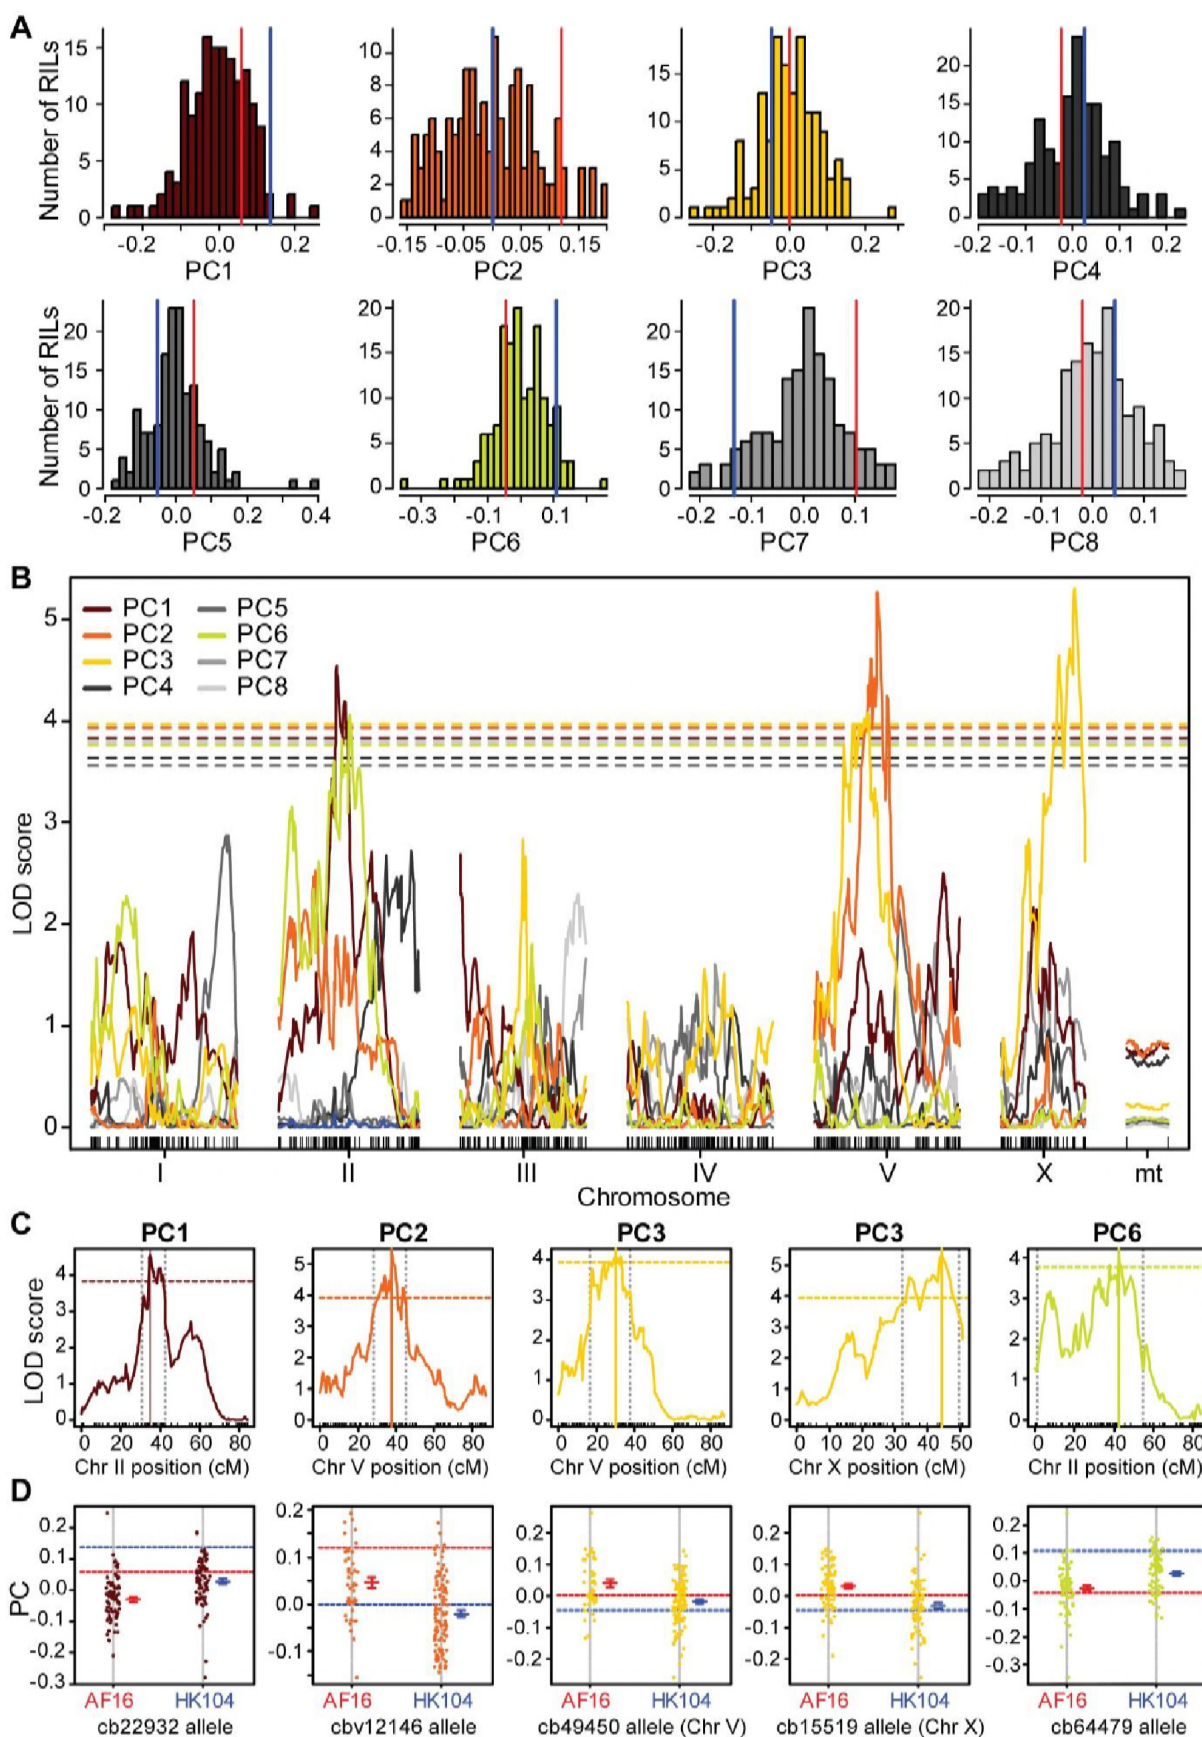 A
Number of RILs
15
10
5
0
-0.2 0.0 0.2
PC1
10
8
6
4
2
0
-0.15 -0.05 0.05 0.15
PC2
15
10
5
0
-0.2 0.0 0.2
PC3
20
15
10
5
0
-0.2 -0.1 0.0 0.1 0.2
PC4
Number of RILs
20
15
10
5
0
-0.2 0.0 0.2 0.4
PC5
20
15
10
5
0
-0.3 -0.1 0.1
PC6
20
15
10
5
0
-0.2 -0.1 0.0 0.1
PC7
20
15
10
5
0
-0.2 -0.1 0.0 0.1
PC8
B
PC1 PC5
PC2 PC6
PC3 PC7
PC4 PC8
LOD score
5
4
3
2
1
0
I II III IV V X mt
Chromosome
C
PC1 PC2 PC3 PC3 PC6
LOD score
4
3
2
1
0
0 20 40 60 80
Chr II position (cM)
5
4
3
2
1
0
0 20 40 60 80
Chr V position (cM)
4
3
2
1
0
0 20 40 60 80
Chr V position (cM)
5
4
3
2
1
0
0 10 20 30 40 50
Chr X position (cM)
4
3
2
1
0
0 20 40 60 80
Chr II position (cM)
D
PC
0.2
0.1
0.0
-0.1
-0.2
-0.3
AF16 HK104
cb22932 allele
0.2
0.1
0.0
-0.1
AF16 HK104
cbv12146 allele
0.2
0.1
0.0
-0.1
-0.2
AF16 HK104
cb49450 allele (Chr V)
0.2
0.1
0.0
-0.1
-0.2
AF16 HK104
cb15519 allele (Chr X)
0.2
0.1
0.0
-0.1
-0.2
-0.3
AF16 HK104
cb64479 allele